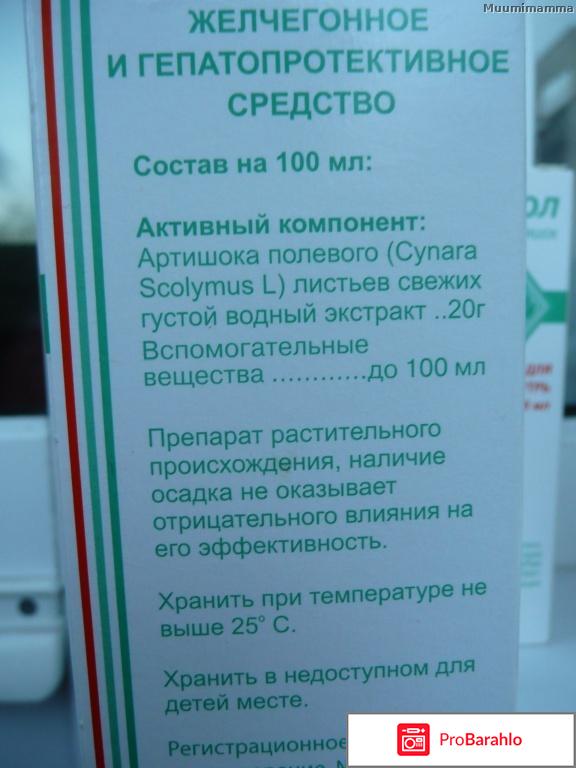 Muumimamma
ЖЕЛЧЕГОННОЕ
И ГЕПАТОПРОТЕКТИВНОЕ
СРЕДСТВО
Состав на 100 мл:
Активный компонент:
Артишока полевого (Cynara
Scolymus L) листьев свежих
густой водный экстракт ..20г
Вспомогательные
вещества ............до 100 мл
Препарат растительного
происхождения, наличие
осадка не оказывает
отрицательного влияния на
его эффективность.
Хранить при температуре не
выше 25° С.
Хранить в недоступном для
детей месте.
Регистрационное
ProBarahlo